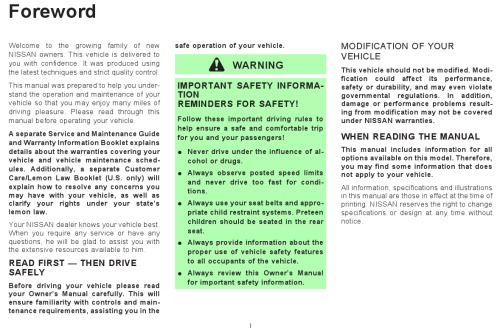 Foreword
Welcome to the growing family of new
NISSAN owners. This vehicle is delivered to
you with confidence. It was produced using
the latest techniques and strict quality control.
This manual was prepared to help you under-
stand the operation and maintenance of your
vehicle so that you may enjoy many miles of
driving pleasure. Please read through this
manual before operating your vehicle.
A separate Service and Maintenance Guide
and Warranty Information Booklet explains
details about the warranties covering your
vehicle and vehicle maintenance sched-
ules. Additionally, a separate Customer
Care/Lemon Law Booklet (U.S. only) will
explain how to resolve any concerns you
may have with your vehicle, as well as
clarify your rights under your state's
lemon law.
Your NISSAN dealer knows your vehicle best.
When you require any service or have any
questions, he will be glad to assist you with
the extensive resources available to him.
READ FIRST — THEN DRIVE
SAFELY
Before driving your vehicle please read
your Owner's Manual carefully. This will
ensure familiarity with controls and main-
tenance requirements, assisting you in the
safe operation of your vehicle.
WARNING
IMPORTANT SAFETY INFORMA-
TION
REMINDERS FOR SAFETY!
Follow these important driving rules to
help ensure a safe and comfortable trip
for you and your passengers!
● Never drive under the influence of al-
cohol or drugs.
● Always observe posted speed limits
and never drive too fast for condi-
tions.
● Always use your seat belts and appro-
priate child restraint systems. Preteen
children should be seated in the rear
seat.
● Always provide information about the
proper use of vehicle safety features
to all occupants of the vehicle.
● Always review this Owner's Manual
for important safety information.
MODIFICATION OF YOUR
VEHICLE
This vehicle should not be modified. Modi-
fication could affect its performance,
safety or durability, and may even violate
governmental regulations. In addition,
damage or performance problems result-
ing from modification may not be covered
under NISSAN warranties.
WHEN READING THE MANUAL
This manual includes information for all
options available on this model. Therefore,
you may find some information that does
not apply to your vehicle.
All information, specifications and illustrations
in this manual are those in effect at the time of
printing. NISSAN reserves the right to change
specifications or design at any time without
notice.